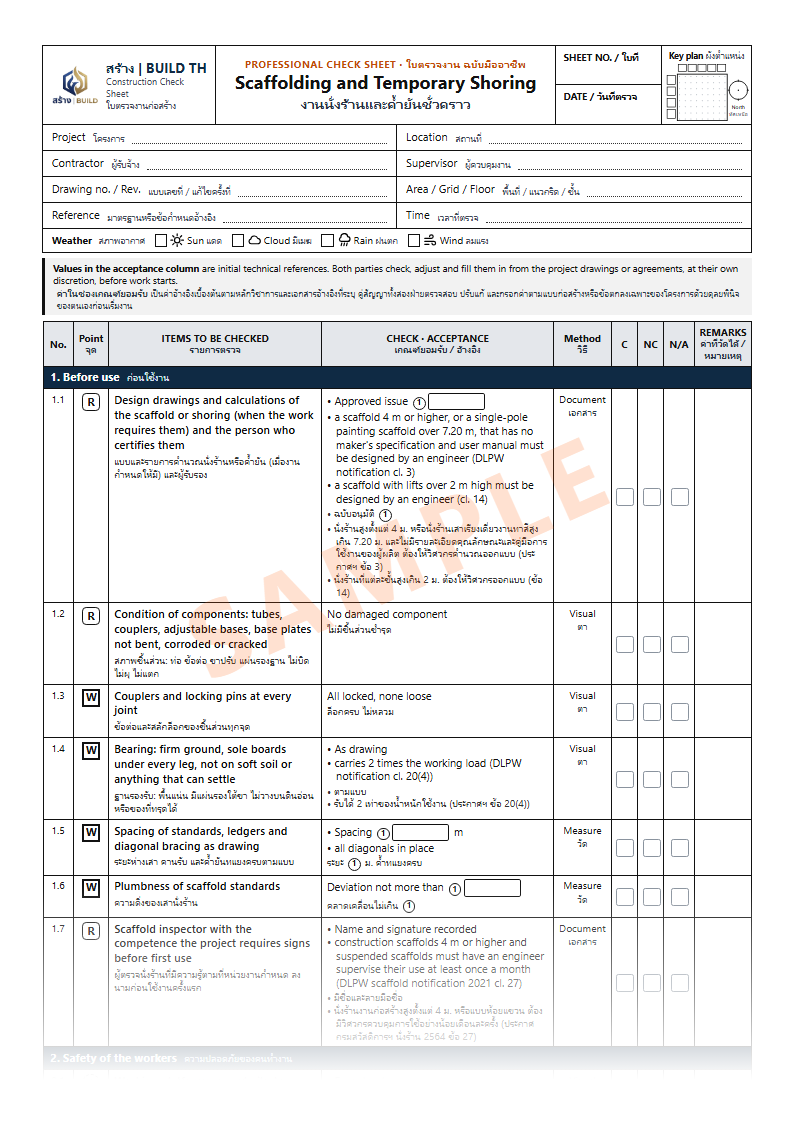 สร้าง | BUILD
สร้าง | BUILD TH
Construction Check
Sheet
ใบตรวจงานก่อสร้าง
PROFESSIONAL CHECK SHEET · ใบตรวจงาน ฉบับมืออาชีพ
Scaffolding and Temporary Shoring
งานนั่งร้านและค้ำยันชั่วคราว
SHEET NO. / ใบที่
DATE / วันที่ตรวจ
Key plan ผังตำแหน่ง
North
ทิศเหนือ
Project โครงการ
Location สถานที่
Contractor ผู้รับจ้าง
Supervisor ผู้ควบคุมงาน
Drawing no. / Rev. แบบเลขที่ / แก้ไขครั้งที่
Area / Grid / Floor พื้นที่ / แนวกริด / ชั้น
Reference มาตรฐานหรือข้อกำหนดอ้างอิง
Time เวลาที่ตรวจ
Weather สภาพอากาศ Sun แดด Cloud มีเมฆ Rain ฝนตก Wind ลมแรง
Values in the acceptance column are initial technical references. Both parties check, adjust and fill them in from the project drawings or agreements, at their own
discretion, before work starts.
ค่าในช่องเกณฑ์ยอมรับ เป็นค่าอ้างอิงเบื้องต้นตามหลักวิชาการและเอกสารอ้างอิงที่ระบุ คู่สัญญาทั้งสองฝ่ายตรวจสอบ ปรับแก้ และกรอกค่าตามแบบก่อสร้างหรือข้อตกลงเฉพาะของโครงการด้วยดุลยพินิจ
ของตนเองก่อนเริ่มงาน
No.
Point
จุด
ITEMS TO BE CHECKED
รายการตรวจ
CHECK · ACCEPTANCE
เกณฑ์ยอมรับ / อ้างอิง
Method
วิธี
C
NC
N/A
REMARKS
ค่าที่วัดได้ /
หมายเหตุ
1. Before use ก่อนใช้งาน
1.1
R
Design drawings and calculations of
the scaffold or shoring (when the work
requires them) and the person who
certifies them
แบบและรายการคำนวณนั่งร้านหรือค้ำยัน (เมื่องาน
กำหนดให้มี) และผู้รับรอง
• Approved issue 1
• a scaffold 4 m or higher, or a single-pole
painting scaffold over 7.20 m, that has no
maker's specification and user manual must
be designed by an engineer (DLPW
notification cl. 3)
• a scaffold with lifts over 2 m high must be
designed by an engineer (cl. 14)
• ฉบับอนุมัติ 1
• นั่งร้านสูงตั้งแต่ 4 ม. หรือนั่งร้านเสาเรียงเดี่ยวงานทาสีสูง
เกิน 7.20 ม. และไม่มีรายละเอียดคุณลักษณะและคู่มือการ
ใช้งานของผู้ผลิต ต้องให้วิศวกรคำนวณออกแบบ (ประ
กาศฯ ข้อ 3)
• นั่งร้านที่แต่ละชั้นสูงเกิน 2 ม. ต้องให้วิศวกรออกแบบ (ข้อ
14)
Document
เอกสาร
1.2
R
Condition of components: tubes,
couplers, adjustable bases, base plates
not bent, corroded or cracked
สภาพชิ้นส่วน: ท่อ ข้อต่อ ขาปรับ แผ่นรองฐาน ไม่บิด
ไม่ผุ ไม่แตก
No damaged component
ไม่มีชิ้นส่วนชำรุด
Visual
ตา
1.3
W
Couplers and locking pins at every
joint
ข้อต่อและสลักล็อกของชิ้นส่วนทุกจุด
All locked, none loose
ล็อกครบ ไม่หลวม
Visual
ตา
1.4
W
Bearing: firm ground, sole boards
under every leg, not on soft soil or
anything that can settle
ฐานรองรับ: พื้นแน่น มีแผ่นรองใต้ขา ไม่วางบนดินอ่อน
หรือของที่ทรุดได้
• As drawing
• carries 2 times the working load (DLPW
notification cl. 20(4))
• ตามแบบ
• รับได้ 2 เท่าของน้ำหนักใช้งาน (ประกาศฯ ข้อ 20(4))
Visual
ตา
1.5
W
Spacing of standards, ledgers and
diagonal bracing as drawing
ระยะห่างเสา คานรับ และค้ำยันทแยงครบตามแบบ
• Spacing 1 m
• all diagonals in place
ระยะ 1 ม. ค้ำทแยงครบ
Measure
วัด
1.6
W
Plumbness of scaffold standards
ความดิ่งของเสานั่งร้าน
Deviation not more than 1
คลาดเคลื่อนไม่เกิน 1
Measure
วัด
1.7
R
Scaffold inspector with the
competence the project requires signs
before first use
ผู้ตรวจนั่งร้านที่มีความรู้ตามที่หน่วยงานกำหนด ลง
นามก่อนใช้งานครั้งแรก
• Name and signature recorded
• construction scaffolds 4 m or higher and
suspended scaffolds must have an engineer
supervise their use at least once a month
(DLPW scaffold notification 2021 cl. 27)
• มีชื่อและลายมือชื่อ
• นั่งร้านงานก่อสร้างสูงตั้งแต่ 4 ม. หรือแบบห้อยแขวน ต้อง
มีวิศวกรควบคุมการใช้อย่างน้อยเดือนละครั้ง (ประกาศ
กรมสวัสดิการฯ นั่งร้าน 2564 ข้อ 27)
Document
เอกสาร
2. Safety of the workers ความปลอดภัยของคนทำงาน
SAMPLE